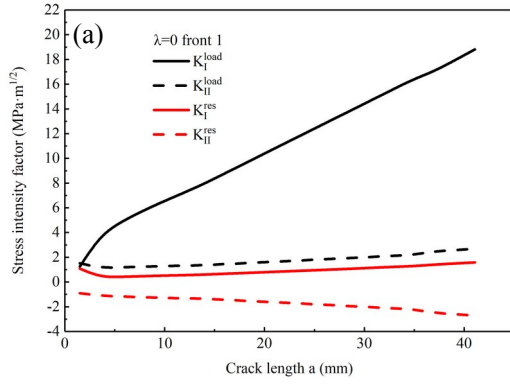 (a)
λ=0 front 1
K_I^load
K_II^load
K_I^res
K_II^res
Stress intensity factor (MPa·m^1/2)
20
18
16
14
12
10
8
6
4
2
0
-2
-4
0 10 20 30 40
Crack length a (mm)